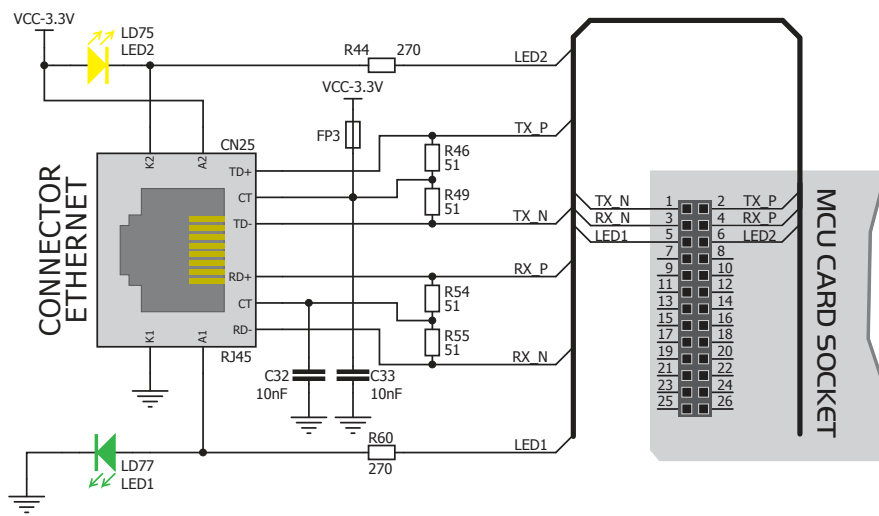 VCC-3.3V
LD75
LED2
R44 270
LED2
VCC-3.3V
FP3
TX_P
CN25
K2
A2
TD+
R46
51
CT
R49
51
TD-
TX_N
CONNECTOR
ETHERNET
RD+
RX_P
CT
R54
51
RD-
R55
51
RX_N
K1
A1
RJ45
C32
10nF
C33
10nF
R60
270
LED1
LD77
LED1
TX_N 1 2 TX_P
RX_N 3 4 RX_P
LED1 5 6 LED2
7 8
9 10
11 12
13 14
15 16
17 18
19 20
21 22
23 24
25 26
MCU CARD SOCKET